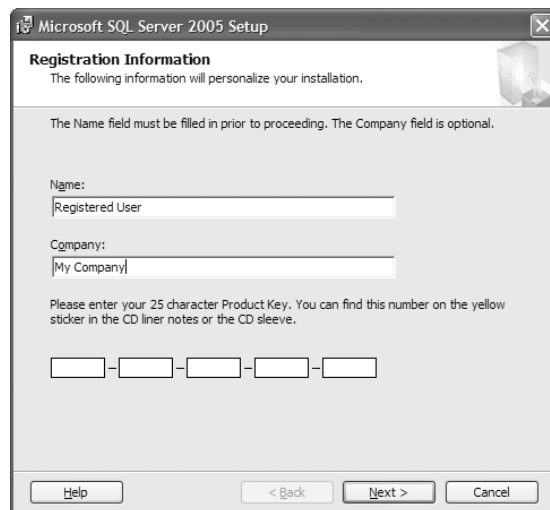 Microsoft SQL Server 2005 Setup
Registration Information
The following information will personalize your installation.
The Name field must be filled in prior to proceeding. The Company field is optional.
Name:
Registered User
Company:
My Company
Please enter your 25 character Product Key. You can find this number on the yellow
sticker in the CD liner notes or the CD sleeve.
– – – –
Help < Back Next > Cancel